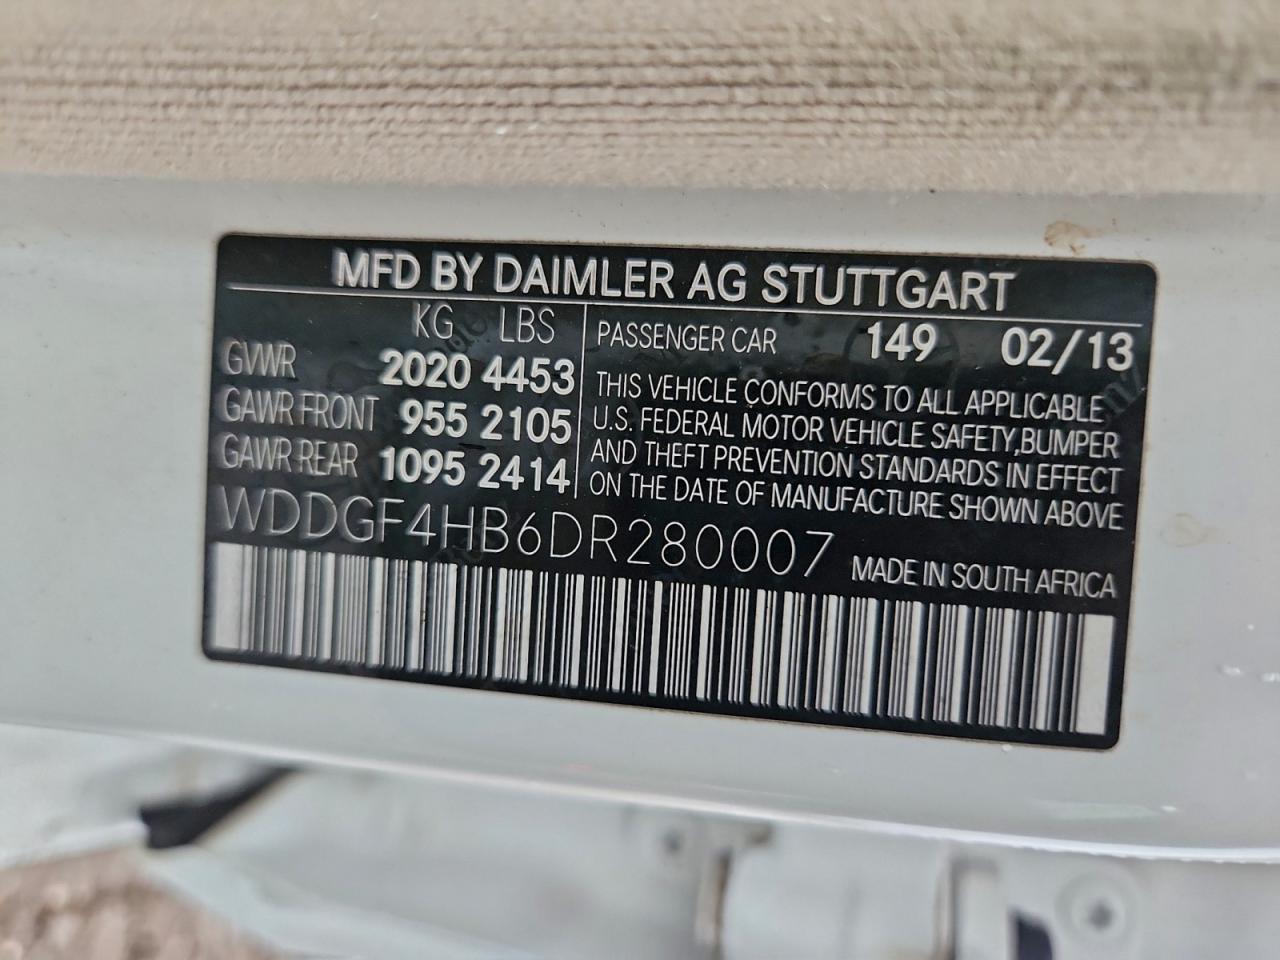 MFD BY DAIMLER AG STUTTGART
KG LBS
GVWR 2020 4453
GAWR FRONT 955 2105
GAWR REAR 1095 2414
PASSENGER CAR 149 02/13
THIS VEHICLE CONFORMS TO ALL APPLICABLE
U.S. FEDERAL MOTOR VEHICLE SAFETY,BUMPER
AND THEFT PREVENTION STANDARDS IN EFFECT
ON THE DATE OF MANUFACTURE SHOWN ABOVE
WDDGF4HB6DR280007 MADE IN SOUTH AFRICA